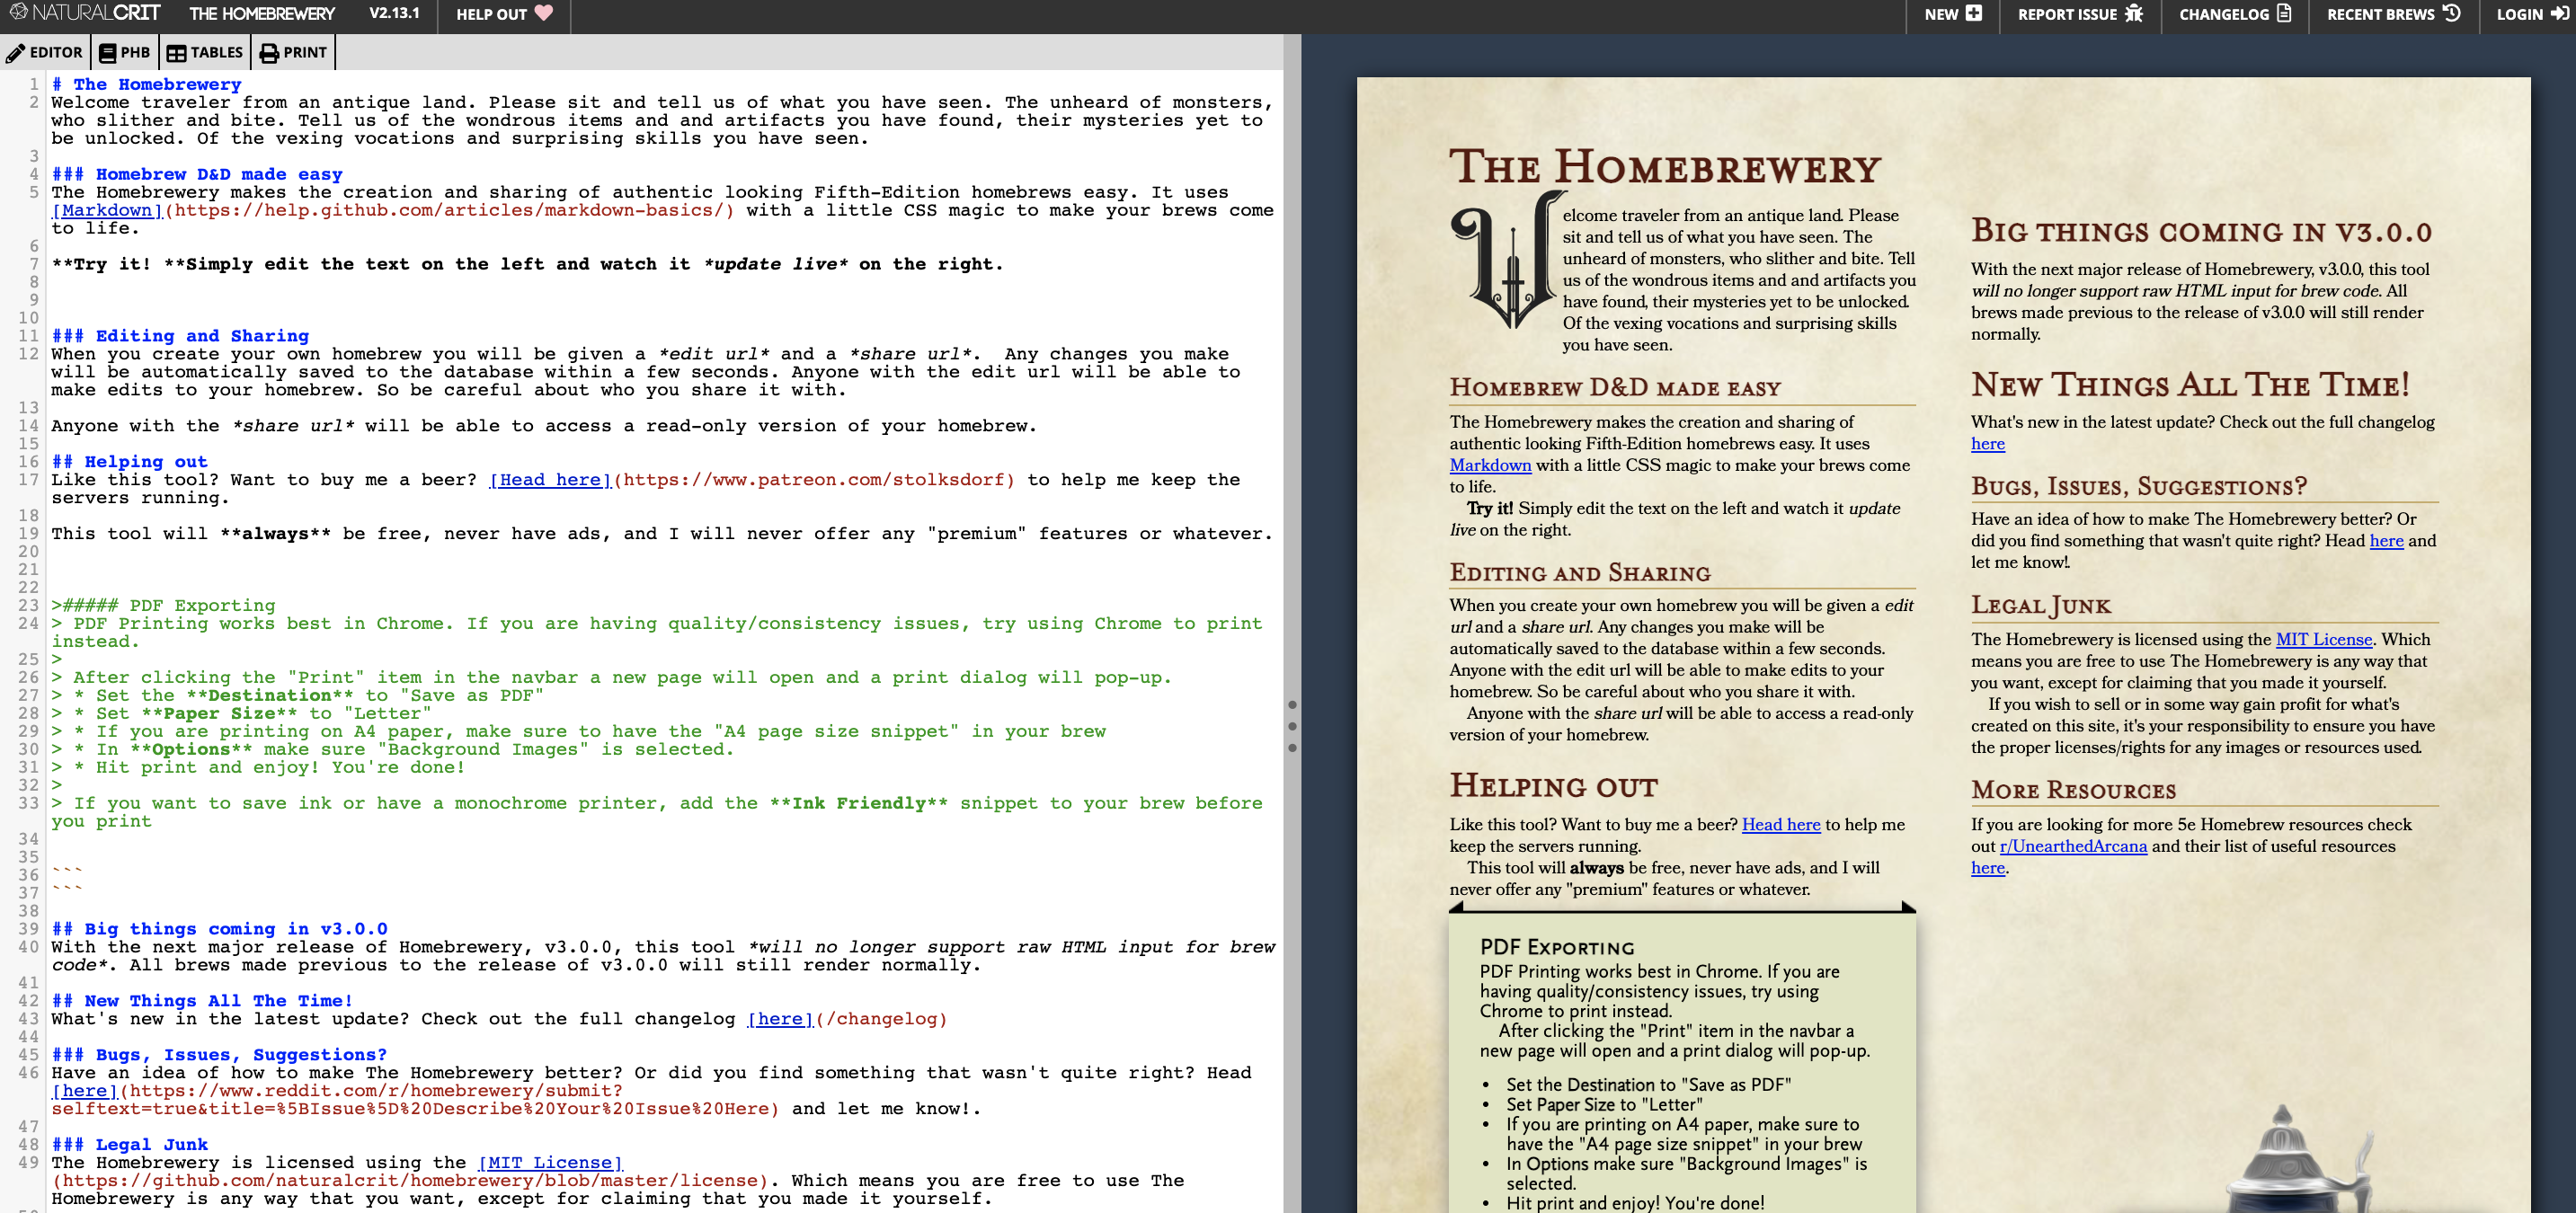 NATURALCRIT THE HOMEBREWERY V2.13.1 HELP OUT NEW REPORT ISSUE CHANGELOG RECENT BREWS LOGIN
EDITOR PHB TABLES PRINT
1 # The Homebrewery
2 Welcome traveler from an antique land. Please sit and tell us of what you have seen. The unheard of monsters,
who slither and bite. Tell us of the wondrous items and and artifacts you have found, their mysteries yet to
be unlocked. Of the vexing vocations and surprising skills you have seen.
3
4 ### Homebrew D&D made easy
5 The Homebrewery makes the creation and sharing of authentic looking Fifth-Edition homebrews easy. It uses
[Markdown](https://help.github.com/articles/markdown-basics/) with a little CSS magic to make your brews come
to life.
6
7 **Try it! **Simply edit the text on the left and watch it *update live* on the right.
8
9
10
11 ### Editing and Sharing
12 When you create your own homebrew you will be given a *edit url* and a *share url*.  Any changes you make
will be automatically saved to the database within a few seconds. Anyone with the edit url will be able to
make edits to your homebrew. So be careful about who you share it with.
13
14 Anyone with the *share url* will be able to access a read-only version of your homebrew.
15
16 ## Helping out
17 Like this tool? Want to buy me a beer? [Head here](https://www.patreon.com/stolksdorf) to help me keep the
servers running.
18
19 This tool will **always** be free, never have ads, and I will never offer any "premium" features or whatever.
20
21
22
23 >##### PDF Exporting
24 > PDF Printing works best in Chrome. If you are having quality/consistency issues, try using Chrome to print
instead.
25 >
26 > After clicking the "Print" item in the navbar a new page will open and a print dialog will pop-up.
27 > * Set the **Destination** to "Save as PDF"
28 > * Set **Paper Size** to "Letter"
29 > * If you are printing on A4 paper, make sure to have the "A4 page size snippet" in your brew
30 > * In **Options** make sure "Background Images" is selected.
31 > * Hit print and enjoy! You're done!
32 >
33 > If you want to save ink or have a monochrome printer, add the **Ink Friendly** snippet to your brew before
you print
34
35
36 ```
37 ```
38
39 ## Big things coming in v3.0.0
40 With the next major release of Homebrewery, v3.0.0, this tool *will no longer support raw HTML input for brew
code*. All brews made previous to the release of v3.0.0 will still render normally.
41
42 ## New Things All The Time!
43 What's new in the latest update? Check out the full changelog [here](/changelog)
44
45 ### Bugs, Issues, Suggestions?
46 Have an idea of how to make The Homebrewery better? Or did you find something that wasn't quite right? Head
[here](https://www.reddit.com/r/homebrewery/submit?
selftext=true&title=%5BIssue%5D%20Describe%20Your%20Issue%20Here) and let me know!.
47
48 ### Legal Junk
49 The Homebrewery is licensed using the [MIT License]
(https://github.com/naturalcrit/homebrewery/blob/master/license). Which means you are free to use The
Homebrewery is any way that you want, except for claiming that you made it yourself.
The Homebrewery
Welcome traveler from an antique land. Please
sit and tell us of what you have seen. The
unheard of monsters, who slither and bite. Tell
us of the wondrous items and and artifacts you
have found, their mysteries yet to be unlocked.
Of the vexing vocations and surprising skills
you have seen.
Homebrew D&D made easy
The Homebrewery makes the creation and sharing of
authentic looking Fifth-Edition homebrews easy. It uses
Markdown with a little CSS magic to make your brews come
to life.
Try it! Simply edit the text on the left and watch it update
live on the right.
Editing and Sharing
When you create your own homebrew you will be given a edit
url and a share url. Any changes you make will be
automatically saved to the database within a few seconds.
Anyone with the edit url will be able to make edits to your
homebrew. So be careful about who you share it with.
Anyone with the share url will be able to access a read-only
version of your homebrew.
Helping out
Like this tool? Want to buy me a beer? Head here to help me
keep the servers running.
This tool will always be free, never have ads, and I will
never offer any "premium" features or whatever.
PDF Exporting
PDF Printing works best in Chrome. If you are
having quality/consistency issues, try using
Chrome to print instead.
After clicking the "Print" item in the navbar a
new page will open and a print dialog will pop-up.
• Set the Destination to "Save as PDF"
• Set Paper Size to "Letter"
• If you are printing on A4 paper, make sure to
have the "A4 page size snippet" in your brew
• In Options make sure "Background Images" is
selected.
• Hit print and enjoy! You're done!
Big things coming in v3.0.0
With the next major release of Homebrewery, v3.0.0, this tool
will no longer support raw HTML input for brew code. All
brews made previous to the release of v3.0.0 will still render
normally.
New Things All The Time!
What's new in the latest update? Check out the full changelog
here
Bugs, Issues, Suggestions?
Have an idea of how to make The Homebrewery better? Or
did you find something that wasn't quite right? Head here and
let me know!.
Legal Junk
The Homebrewery is licensed using the MIT License. Which
means you are free to use The Homebrewery is any way that
you want, except for claiming that you made it yourself.
If you wish to sell or in some way gain profit for what's
created on this site, it's your responsibility to ensure you have
the proper licenses/rights for any images or resources used.
More Resources
If you are looking for more 5e Homebrew resources check
out r/UnearthedArcana and their list of useful resources
here.